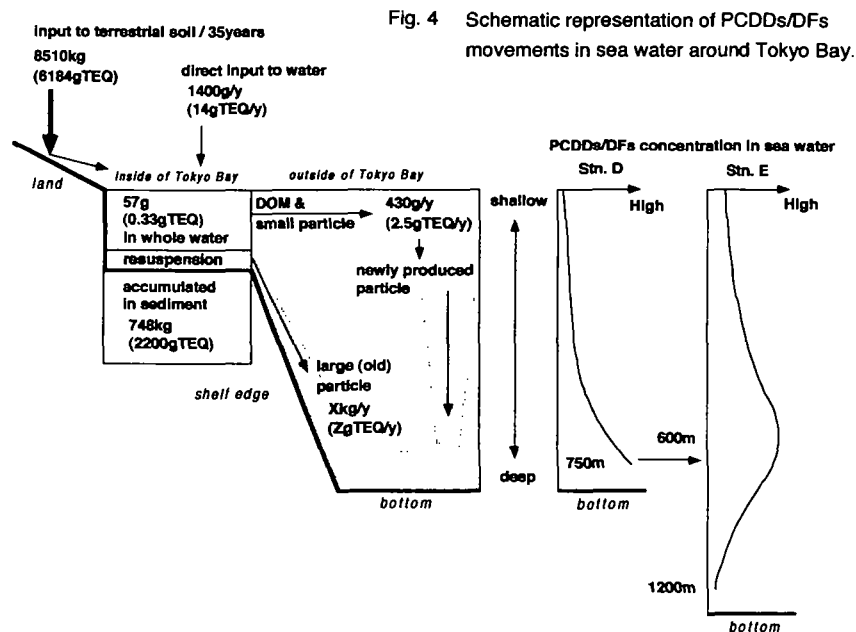 Fig. 4 Schematic representation of PCDDs/DFs
movements in sea water around Tokyo Bay.
input to terrestrial soil / 35years
8510kg
(6184gTEQ)
direct input to water
1400g/y
(14gTEQ/y)
land
inside of Tokyo Bay
outside of Tokyo Bay
57g
(0.33gTEQ)
in whole water
resuspension
accumulated
in sediment
748kg
(2200gTEQ)
DOM &
small particle
430g/y
(2.5gTEQ/y)
newly produced
particle
large (old)
particle
Xkg/y
(ZgTEQ/y)
shelf edge
bottom
shallow
deep
PCDDs/DFs concentration in sea water
Stn. D
High
750m
bottom
Stn. E
High
600m
1200m
bottom